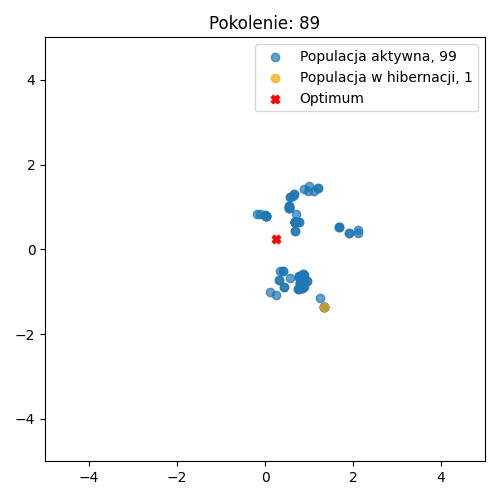 Pokolenie: 89
Populacja aktywna, 99
Populacja w hibernacji, 1
Optimum
4
2
0
−2
−4
−4 −2 0 2 4